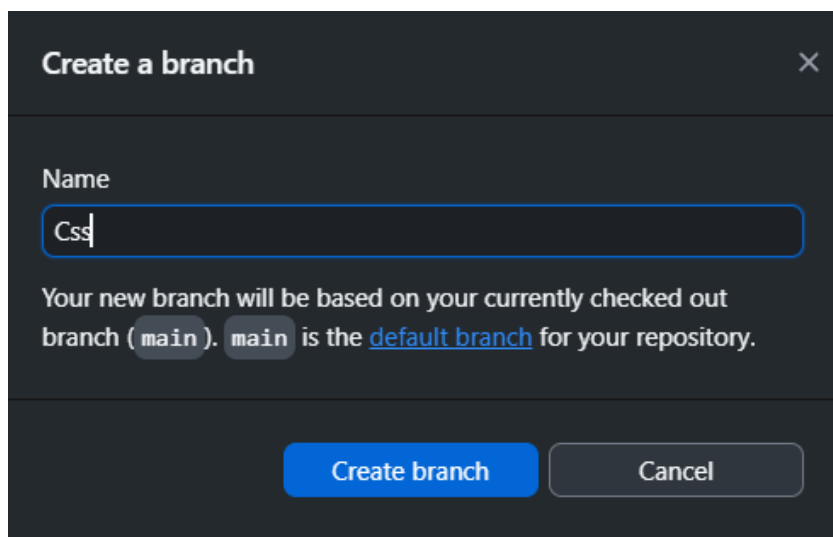 Create a branch
Name
Css
Your new branch will be based on your currently checked out
branch (main). main is the default branch for your repository.
Create branch
Cancel